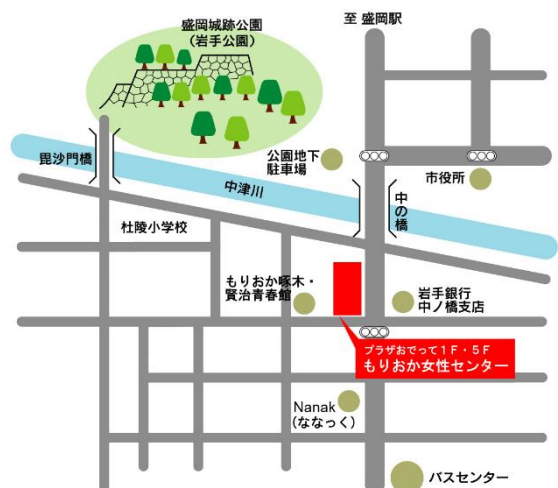 盛岡城跡公園
（岩手公園）
至 盛岡駅
毘沙門橋
公園地下
駐車場
市役所
中津川
中の橋
杜陵小学校
もりおか啄木・
賢治青春館
岩手銀行
中ノ橋支店
プラザおでって１F・５F
もりおか女性センター
Nanak
（ななっく）
バスセンター